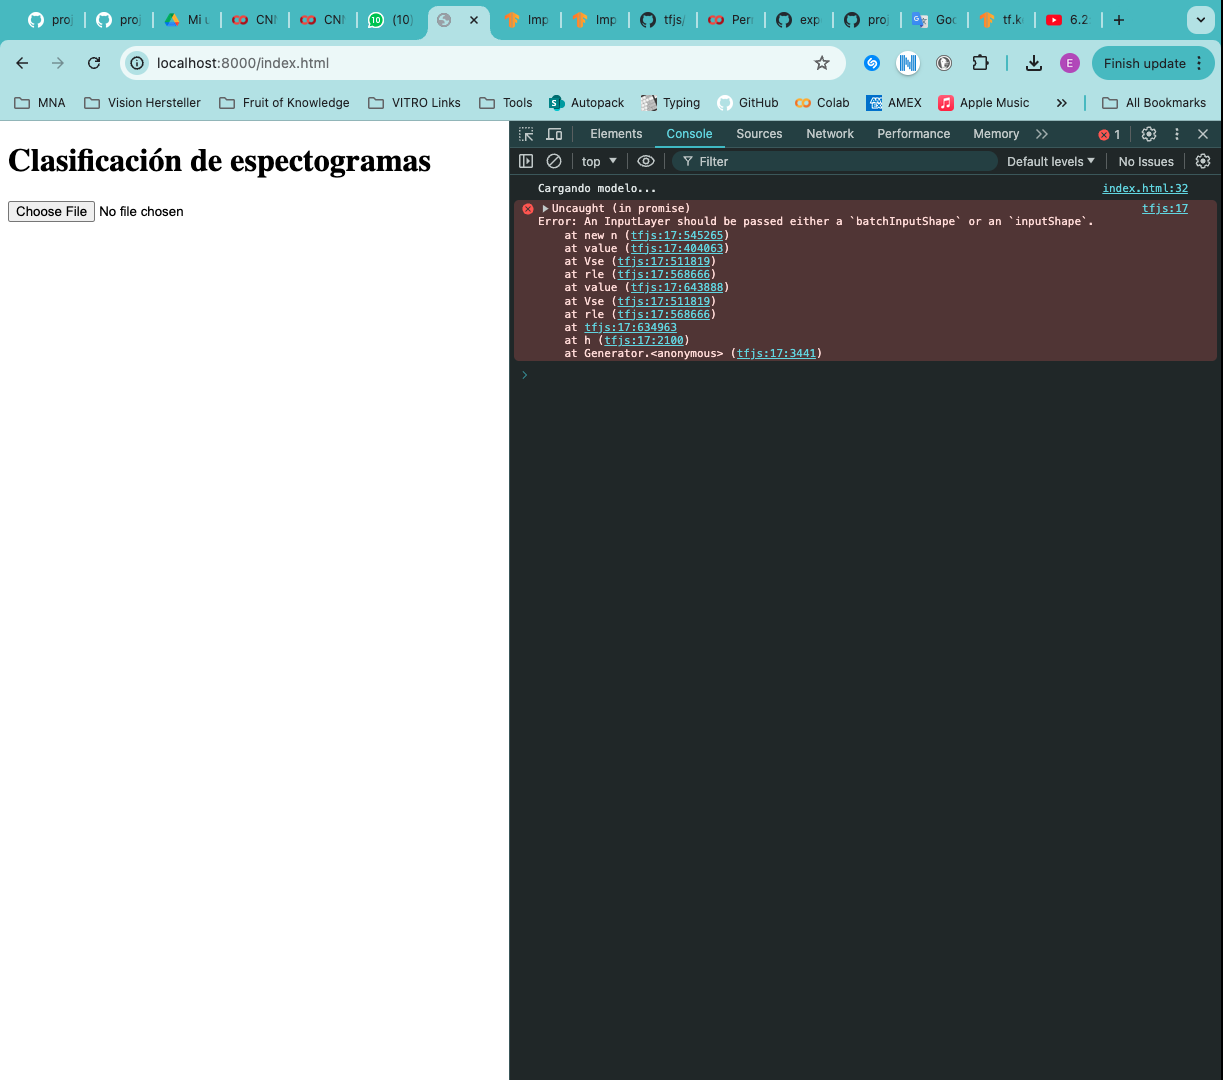 proj
proj
Mi u
CNN
CNN
(10)
Imp
Imp
tfjs/
Perr
exp
proj
Goo
tf.ke
6.2
localhost:8000/index.html
E
Finish update
MNA
Vision Hersteller
Fruit of Knowledge
VITRO Links
Tools
Autopack
Typing
GitHub
Colab
AMEX
Apple Music
All Bookmarks
Clasificación de espectogramas
Choose File No file chosen
Elements Console Sources Network Performance Memory 1
top Filter Default levels No Issues
Cargando modelo... index.html:32
Uncaught (in promise) tfjs:17
Error: An InputLayer should be passed either a `batchInputShape` or an `inputShape`.
at new n (tfjs:17:545265)
at value (tfjs:17:404063)
at Vse (tfjs:17:511819)
at rle (tfjs:17:568666)
at value (tfjs:17:643888)
at Vse (tfjs:17:511819)
at rle (tfjs:17:568666)
at tfjs:17:634963
at h (tfjs:17:2100)
at Generator.<anonymous> (tfjs:17:3441)